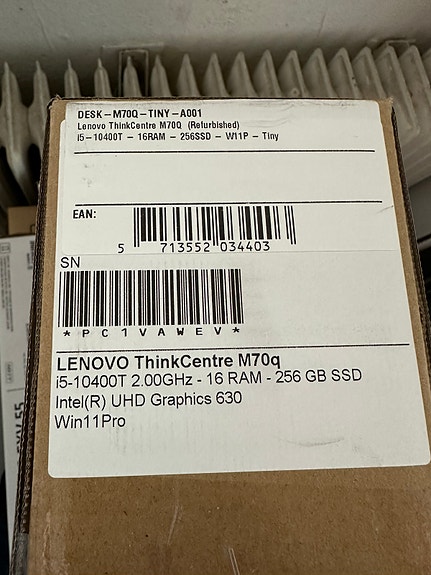 DESK-M70Q-TINY-A001
Lenovo ThinkCentre M70Q (Refurbished)
i5-10400T - 16RAM - 256SSD - W11P - Tiny
EAN:
5 713552 034403
SN
*PC1VAWEV*
LENOVO ThinkCentre M70q
i5-10400T 2.00GHz - 16 RAM - 256 GB SSD
Intel(R) UHD Graphics 630
Win11Pro